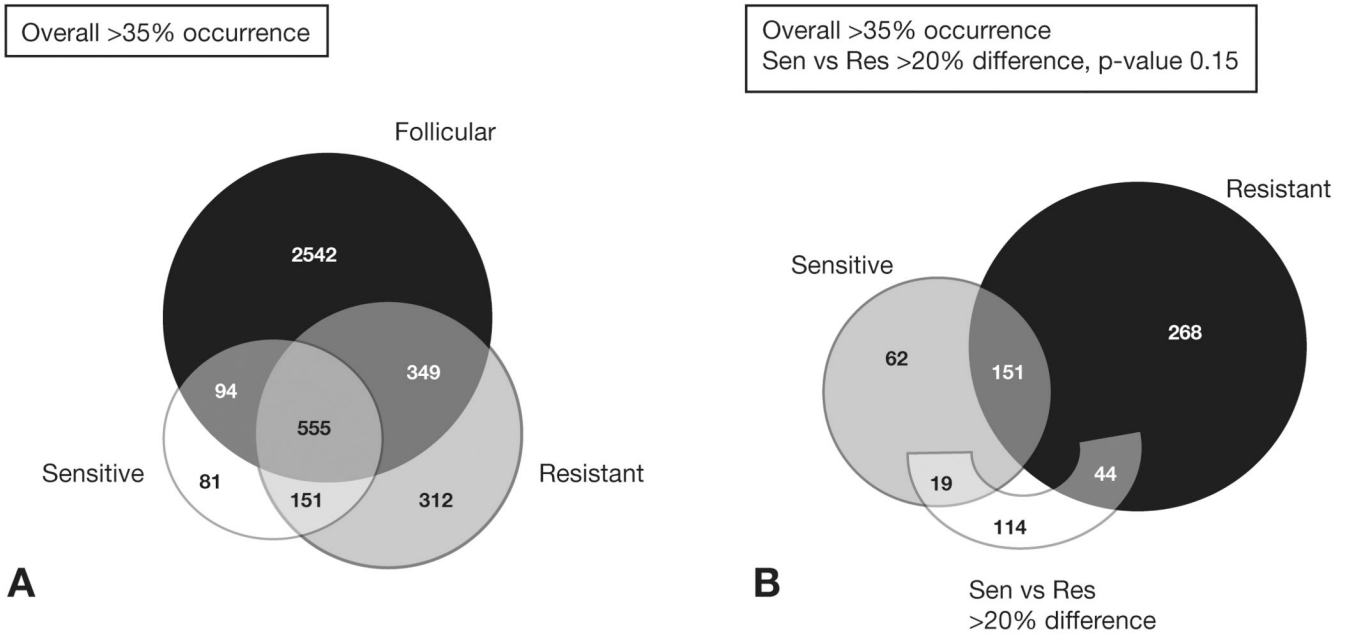 Overall >35% occurrence
Follicular
2542
94
349
555
Sensitive
81
151
312
Resistant
A
Overall >35% occurrence
Sen vs Res >20% difference, p-value 0.15
Resistant
Sensitive
62
151
268
19
44
114
B
Sen vs Res
>20% difference